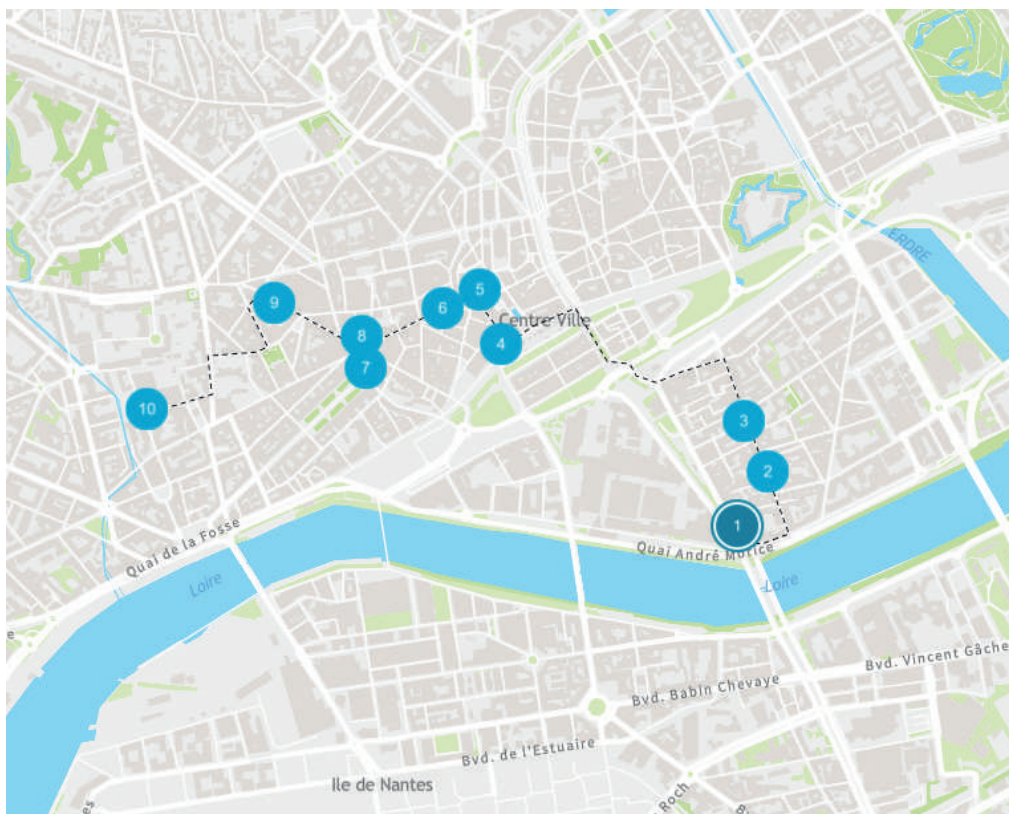 ERDRE
9
5
6
Centre Ville
8
4
7
10
3
2
1
Quai de la Fosse
Quai André Morice
Loire
Loire
Bvd. Vincent Gâche
Bvd. Babin Chevaye
Bvd. de l'Estuaire
Ile de Nantes
Roch